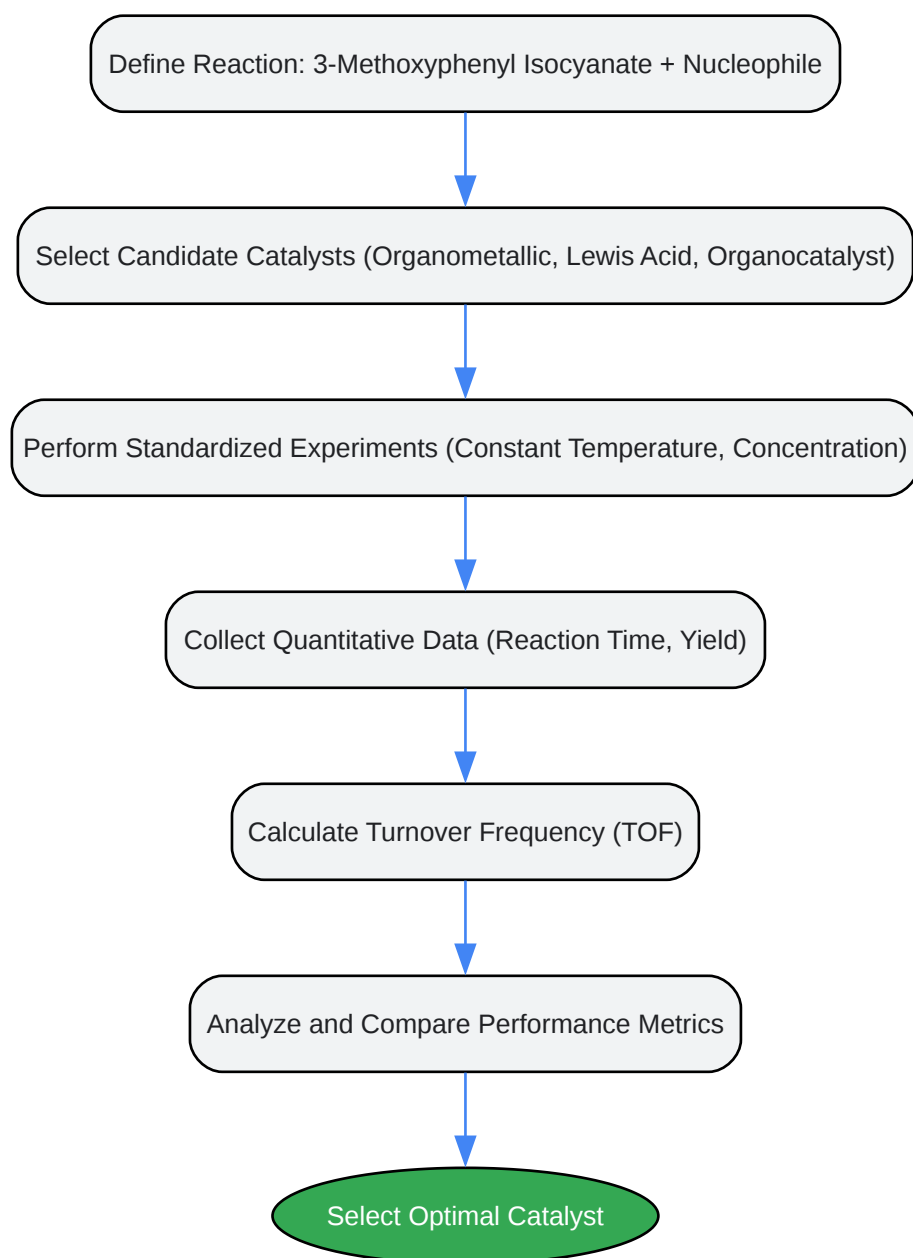 Define Reaction: 3-Methoxyphenyl Isocyanate + Nucleophile
Select Candidate Catalysts (Organometallic, Lewis Acid, Organocatalyst)
Perform Standardized Experiments (Constant Temperature, Concentration)
Collect Quantitative Data (Reaction Time, Yield)
Calculate Turnover Frequency (TOF)
Analyze and Compare Performance Metrics
Select Optimal Catalyst